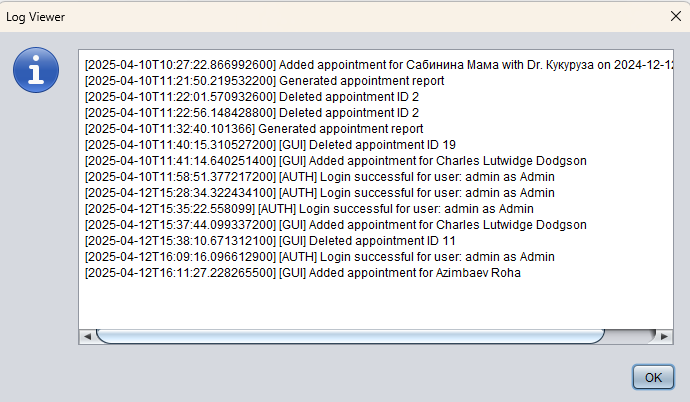 Log Viewer
[2025-04-10T10:27:22.866992600] Added appointment for Сабинина Мама with Dr. Кукуруза on 2024-12-12
[2025-04-10T11:21:50.219532200] Generated appointment report
[2025-04-10T11:22:01.570932600] Deleted appointment ID 2
[2025-04-10T11:22:56.148428800] Deleted appointment ID 2
[2025-04-10T11:32:40.101366] Generated appointment report
[2025-04-10T11:40:15.310527200] [GUI] Deleted appointment ID 19
[2025-04-10T11:41:14.640251400] [GUI] Added appointment for Charles Lutwidge Dodgson
[2025-04-10T11:58:51.377217200] [AUTH] Login successful for user: admin as Admin
[2025-04-12T15:28:34.322434100] [AUTH] Login successful for user: admin as Admin
[2025-04-12T15:35:22.558099] [AUTH] Login successful for user: admin as Admin
[2025-04-12T15:37:44.099337200] [GUI] Added appointment for Charles Lutwidge Dodgson
[2025-04-12T15:38:10.671312100] [GUI] Deleted appointment ID 11
[2025-04-12T16:09:16.096612900] [AUTH] Login successful for user: admin as Admin
[2025-04-12T16:11:27.228265500] [GUI] Added appointment for Azimbaev Roha
OK